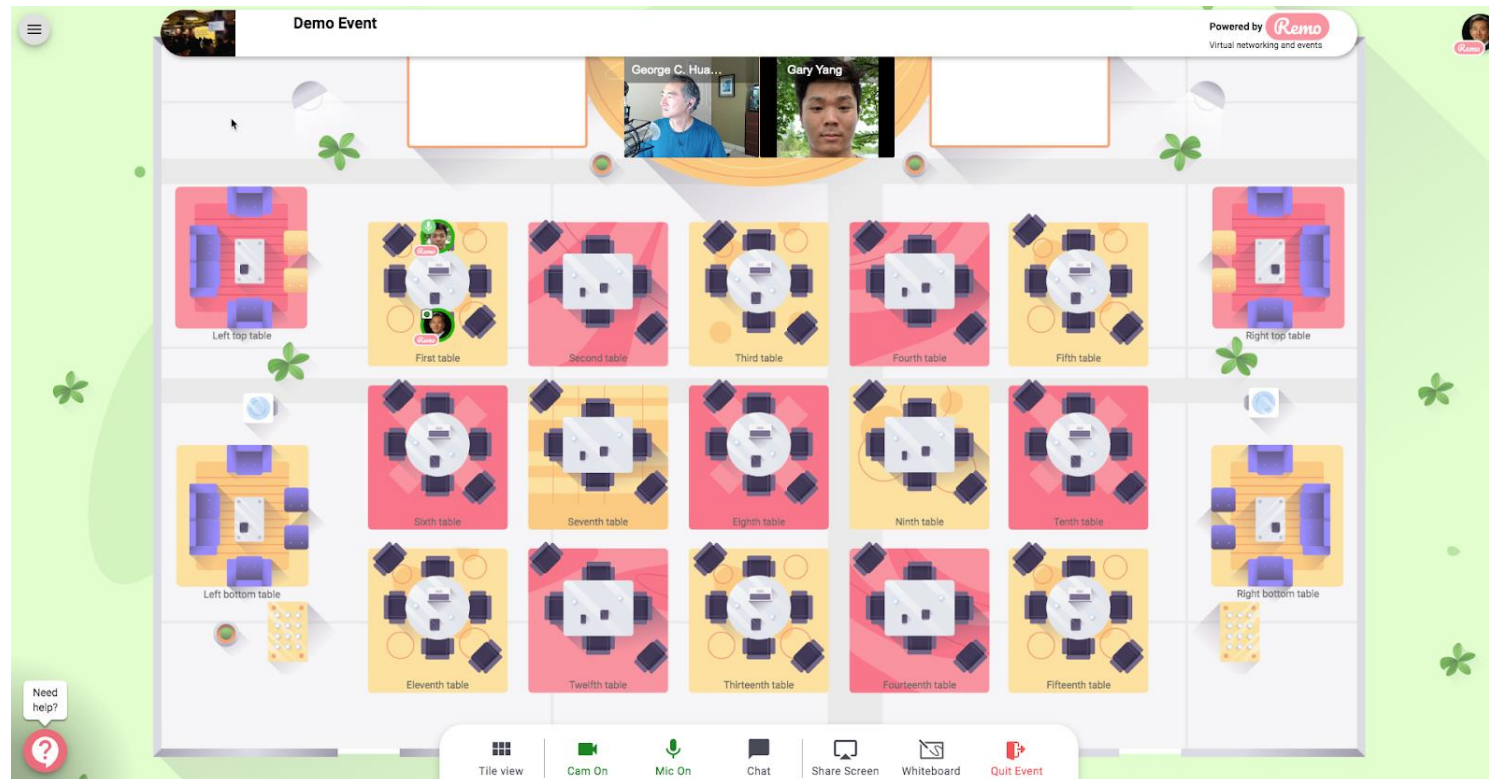 Demo Event
Powered by Remo
Virtual networking and events
Remo
George C. Hua...
Gary Yang
Remo
Remo
Left top table
First table
Second table
Third table
Fourth table
Fifth table
Right top table
Sixth table
Seventh table
Eighth table
Ninth table
Tenth table
Left bottom table
Right bottom table
Eleventh table
Twelfth table
Thirteenth table
Fourteenth table
Fifteenth table
Need
help?
Tile view
Cam On
Mic On
Chat
Share Screen
Whiteboard
Quit Event